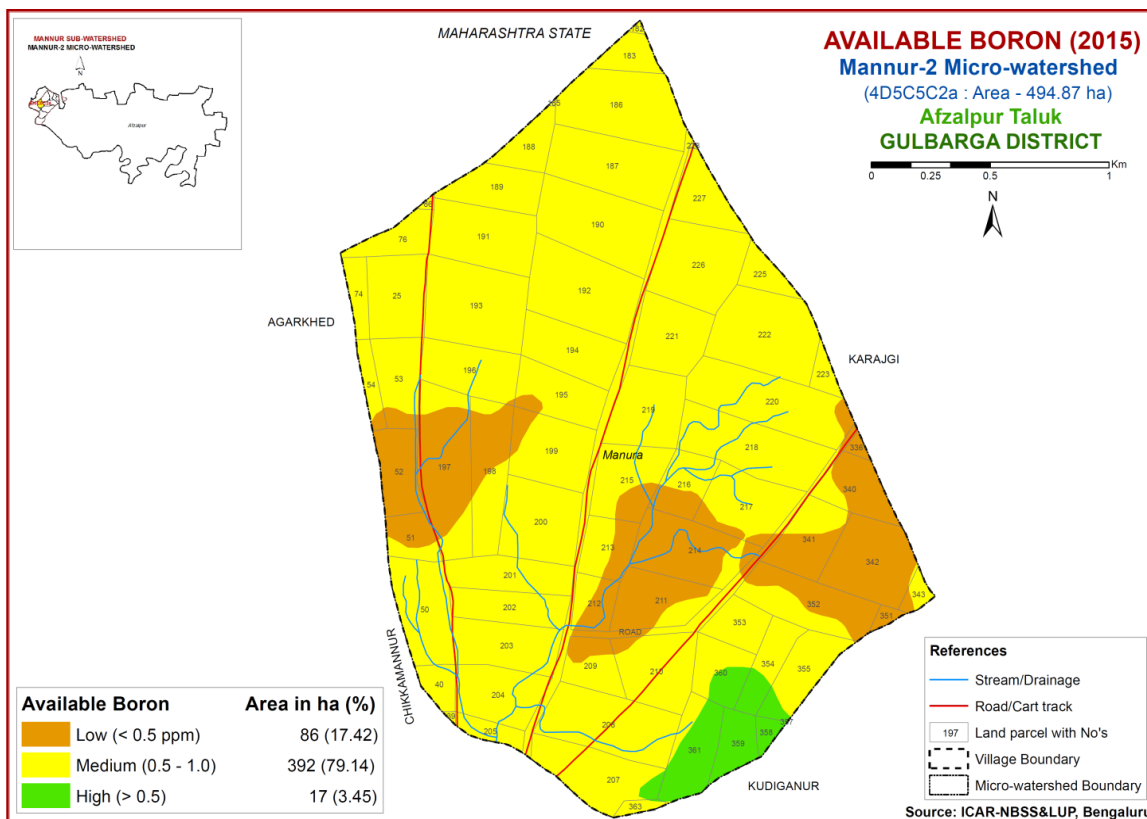 MANNUR SUB-WATERSHED
MANNUR-2 MICRO-WATERSHED
N
Afzalpur
MAHARASHTRA STATE
AVAILABLE BORON (2015)
Mannur-2 Micro-watershed
(4D5C5C2a : Area - 494.87 ha)
Afzalpur Taluk
GULBARGA DISTRICT
Km
0 0.25 0.5 1
N
182
183
186
188
187
228
189
227
190
76
191
226
225
74
25
192
193
221
222
AGARKHED
KARAJGI
194
223
196
53
54
195
220
219
218
199
336
Manura
52
197
198
215
216
340
217
200
51
213
214
341
342
201
343
212
211
352
50
202
351
ROAD
353
203
209
210
354
355
360
CHIKKAMANNUR
40
204
39
205
206
357
358
361
359
207
KUDIGANUR
363
Available Boron Area in ha (%)
Low (< 0.5 ppm) 86 (17.42)
Medium (0.5 - 1.0) 392 (79.14)
High (> 0.5) 17 (3.45)
References
Stream/Drainage
Road/Cart track
197 Land parcel with No's
Village Boundary
Micro-watershed Boundary
Source: ICAR-NBSS&LUP, Bengaluru